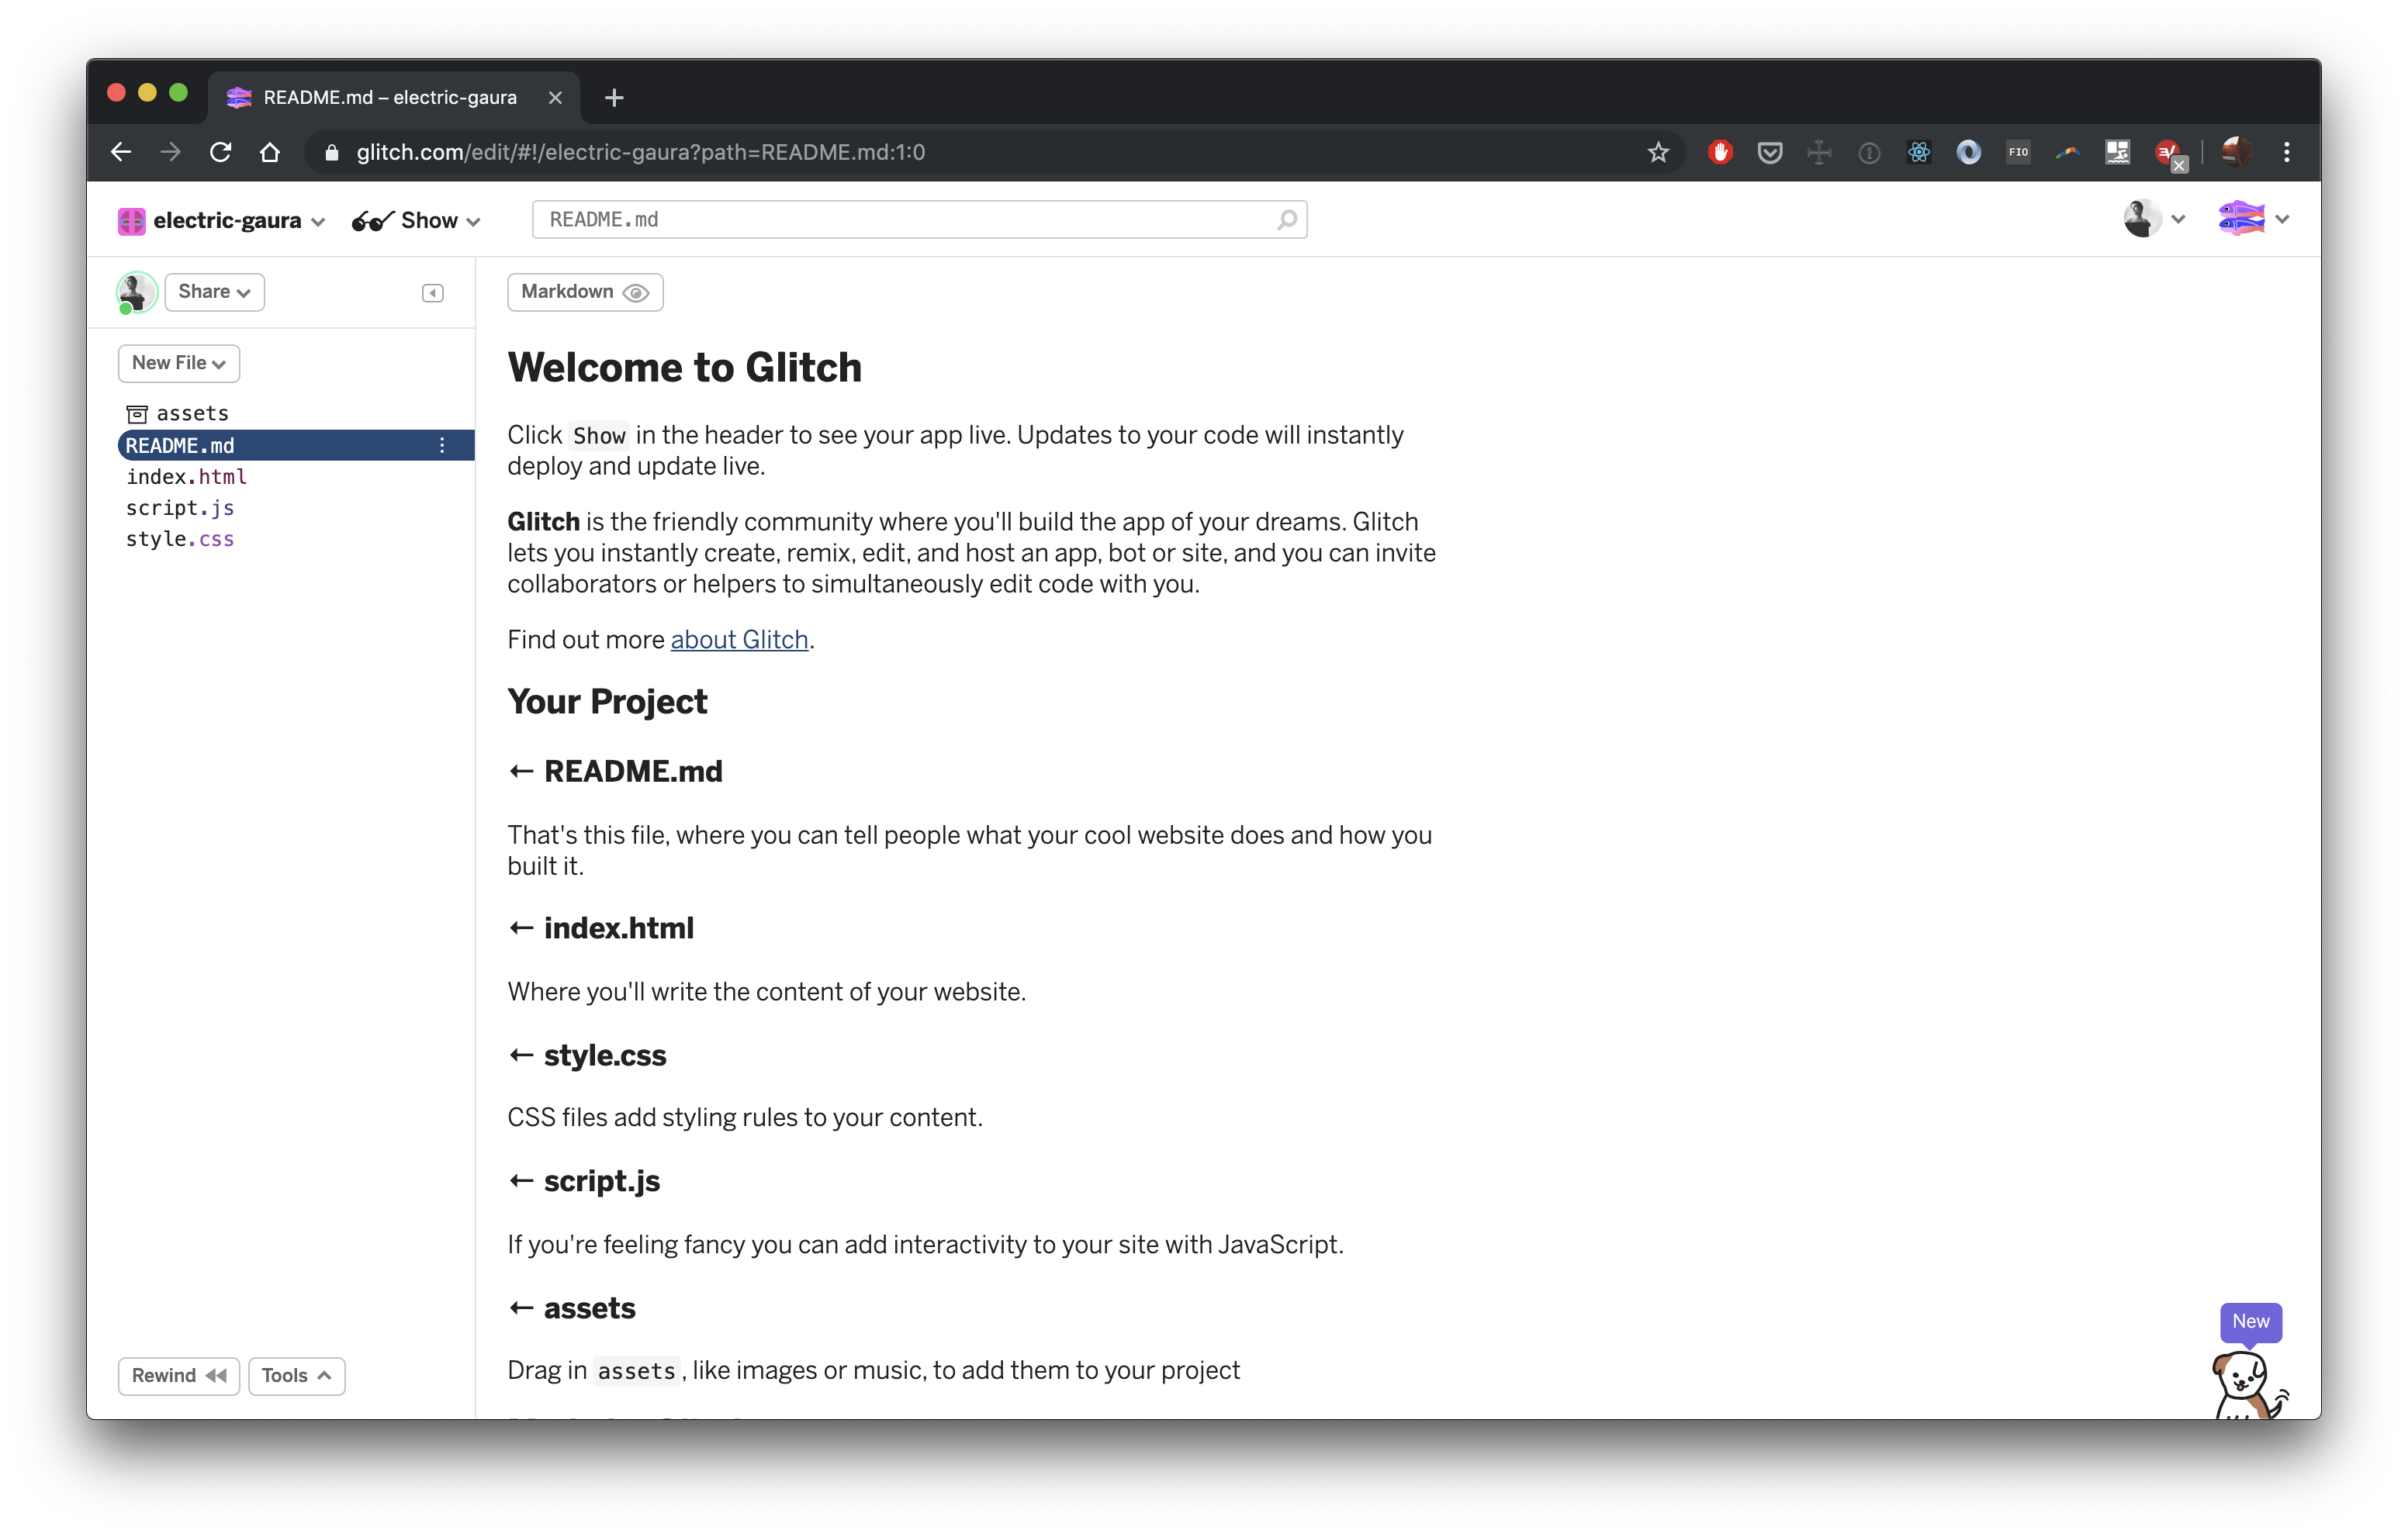 README.md – electric-gaura
glitch.com/edit/#!/electric-gaura?path=README.md:1:0
FIO
electric-gaura
Show
README.md
Share
Markdown
New File
assets
README.md
index.html
script.js
style.css
Welcome to Glitch
Click Show in the header to see your app live. Updates to your code will instantly
deploy and update live.
Glitch is the friendly community where you'll build the app of your dreams. Glitch
lets you instantly create, remix, edit, and host an app, bot or site, and you can invite
collaborators or helpers to simultaneously edit code with you.
Find out more about Glitch.
Your Project
← README.md
That's this file, where you can tell people what your cool website does and how you
built it.
← index.html
Where you'll write the content of your website.
← style.css
CSS files add styling rules to your content.
← script.js
If you're feeling fancy you can add interactivity to your site with JavaScript.
← assets
Drag in assets, like images or music, to add them to your project
New
Rewind
Tools